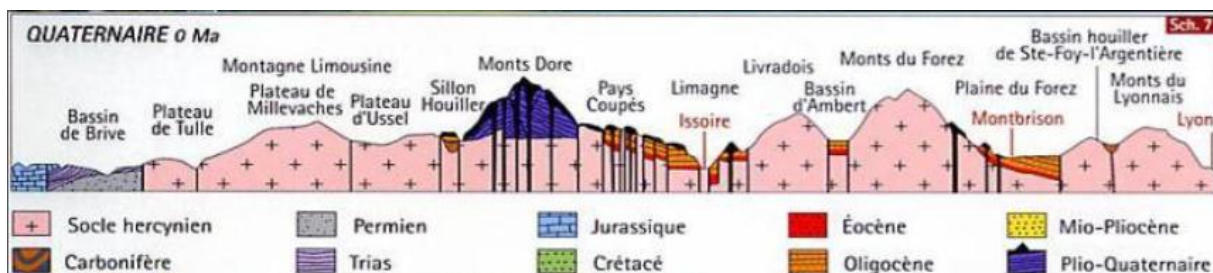 QUATERNAIRE 0 Ma
Sch. 7
Bassin houiller
de Ste-Foy-l'Argentière
Montagne Limousine
Plateau de
Millevaches
Bassin
de Brive
Plateau
de Tulle
Plateau
d'Ussel
Sillon
Houiller
Monts Dore
Pays
Coupés
Limagne
Issoire
Livradois
Bassin
d'Ambert
Monts du Forez
Plaine du Forez
Montbrison
Monts du
Lyonnais
Lyon
Socle hercynien
Permien
Jurassique
Éocène
Mio-Pliocène
Carbonifère
Trias
Crétacé
Oligocène
Plio-Quaternaire